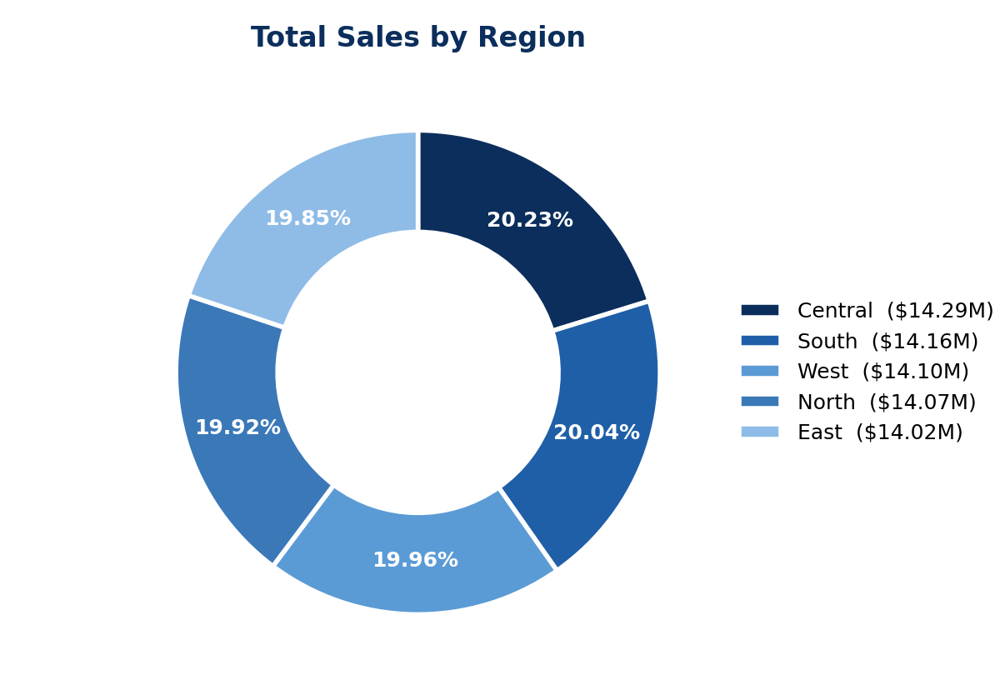 Total Sales by Region
19.85%
20.23%
19.92%
20.04%
19.96%
Central  ($14.29M)
South  ($14.16M)
West  ($14.10M)
North  ($14.07M)
East  ($14.02M)